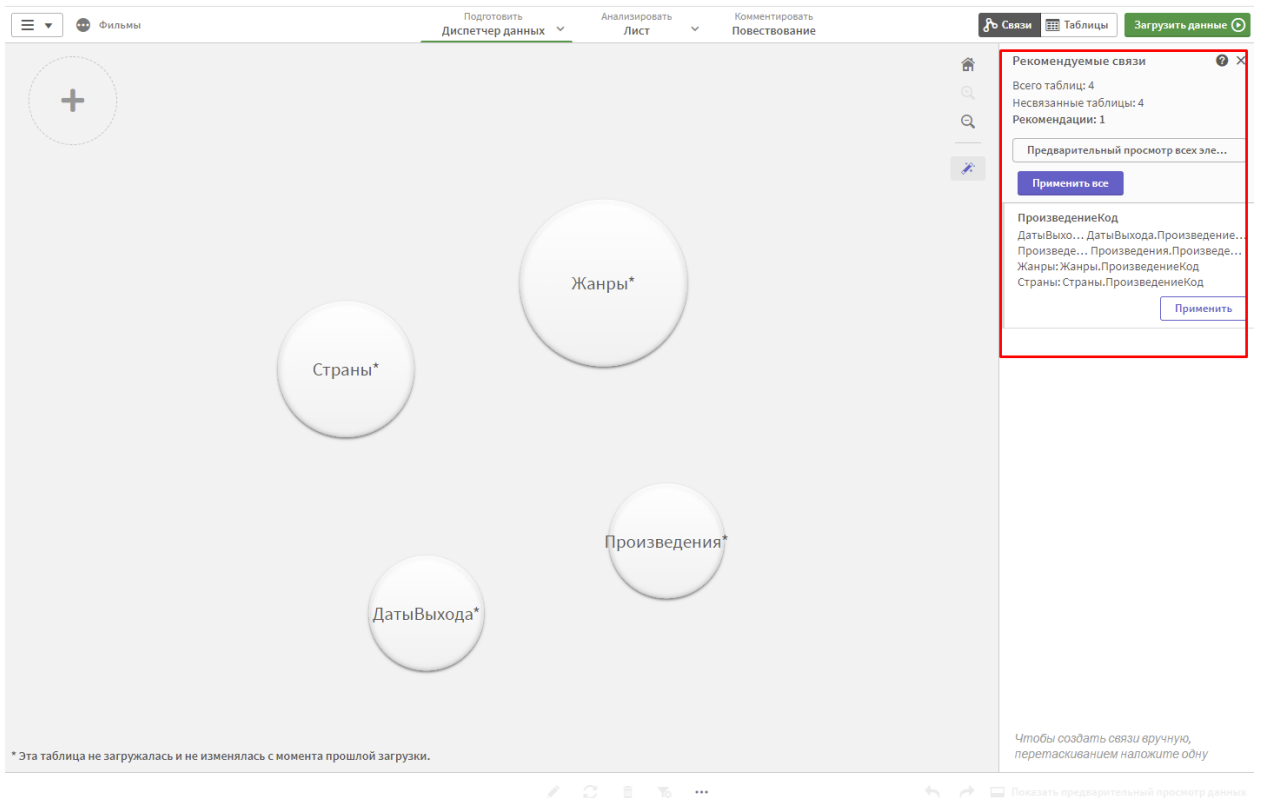 Фильмы
Подготовить
Диспетчер данных
Анализировать
Лист
Комментировать
Повествование
Связи
Таблицы
Загрузить данные
Рекомендуемые связи
Всего таблиц: 4
Несвязанные таблицы: 4
Рекомендации: 1
Предварительный просмотр всех эле...
Применить все
ПроизведениеКод
ДатыВыхо... ДатыВыхода.Произведение...
Произведе... Произведения.Произведе...
Жанры: Жанры.ПроизведениеКод
Страны: Страны.ПроизведениеКод
Применить
Жанры*
Страны*
Произведения*
ДатыВыхода*
Чтобы создать связи вручную,
перетаскиванием наложите одну
* Эта таблица не загружалась и не изменялась с момента прошлой загрузки.
Показать предварительный просмотр данных